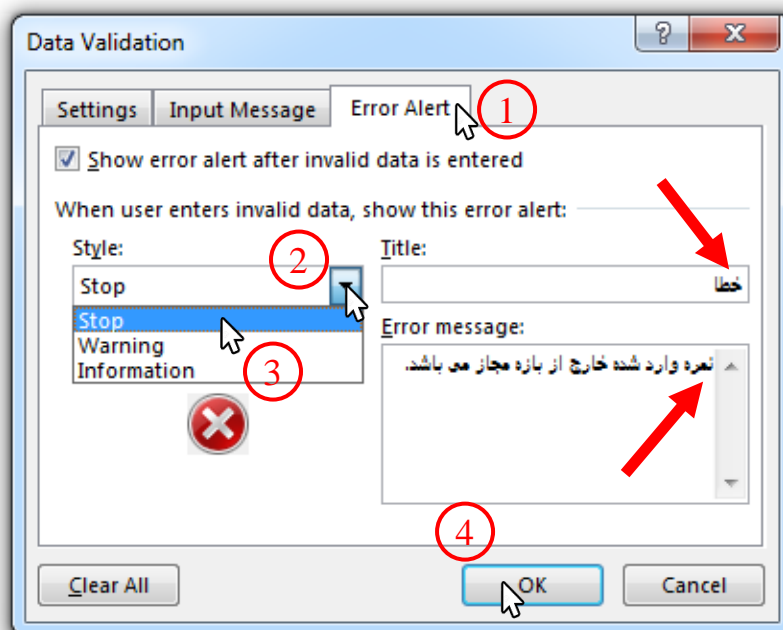 Data Validation
?
Settings
Input Message
Error Alert
1
Show error alert after invalid data is entered
When user enters invalid data, show this error alert:
Style:
2
Title:
Stop
خطا
Stop
Warning
Information
3
Error message:
نمره وارد شده خارج از بازه مجاز می باشد.
4
Clear All
OK
Cancel